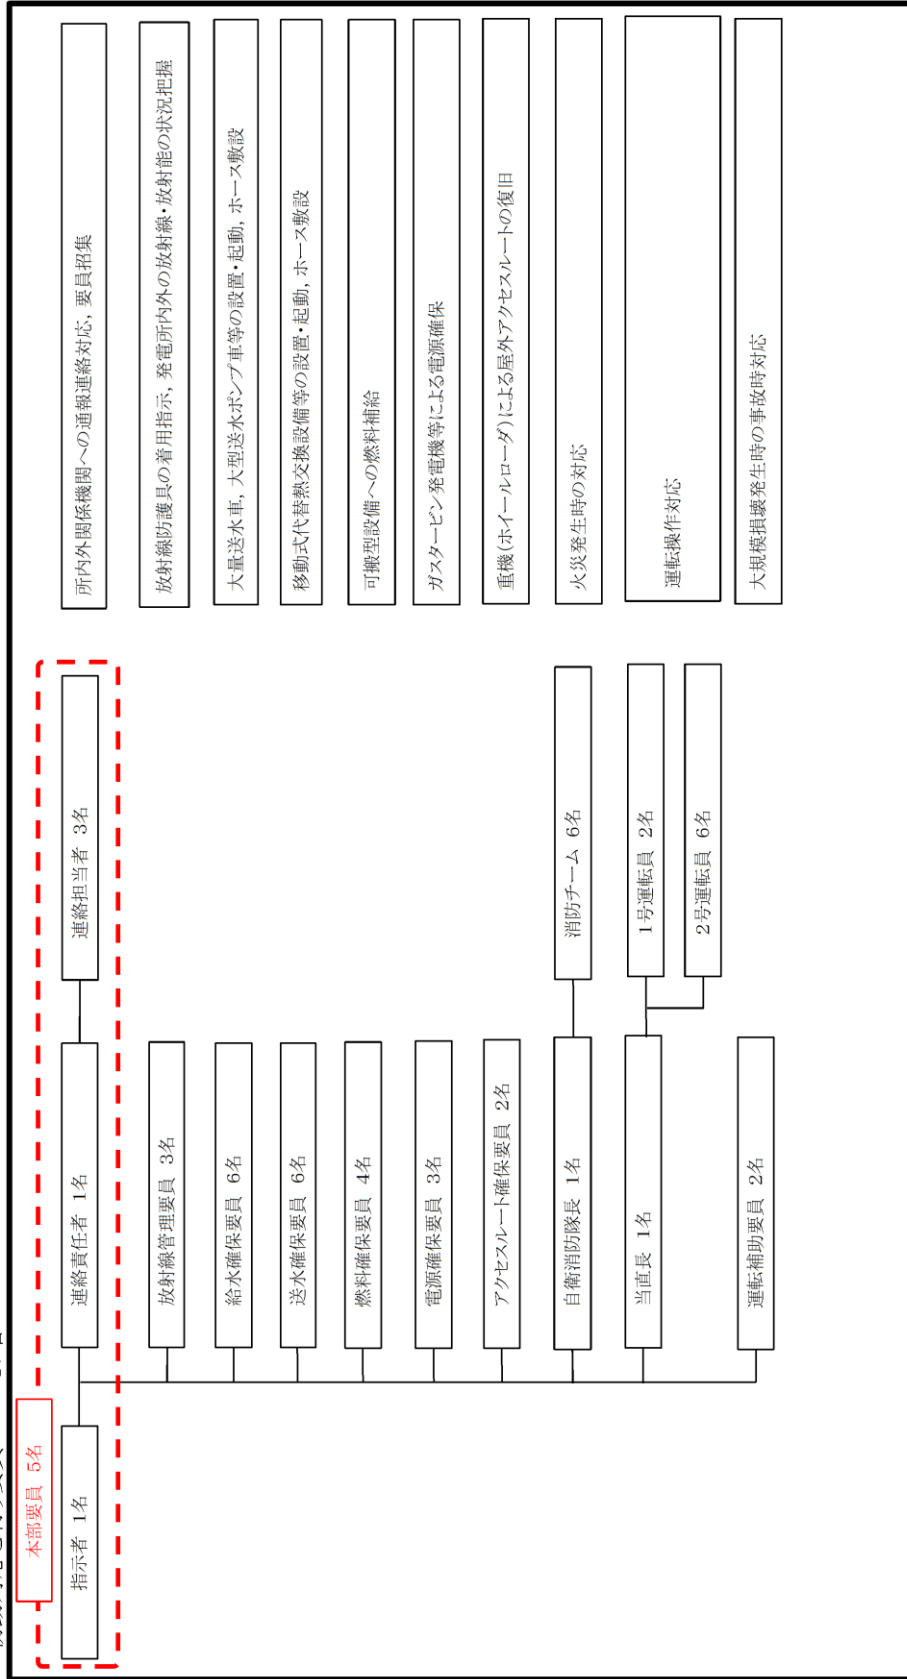 本部要員 5名
指示者 1名
連絡責任者 1名
連絡担当者 3名
所内外関係機関への通報連絡対応, 要員招集
放射線管理要員 3名
放射線防護具の着用指示, 発電所内外の放射線・放射能の状況把握
給水確保要員 6名
大量送水車, 大型送水ポンプ車等の設置・起動, ホース敷設
送水確保要員 6名
移動式代替熱交換設備等の設置・起動, ホース敷設
燃料確保要員 4名
可搬型設備への燃料補給
電源確保要員 3名
ガスタービン発電機等による電源確保
アクセスルート確保要員 2名
重機(ホイールローダ)による屋外アクセスルートの復旧
自衛消防隊長 1名
消防チーム 6名
火災発生時の対応
当直長 1名
1号運転員 2名
2号運転員 6名
運転操作対応
運転補助要員 2名
大規模損壊発生時の事故時対応